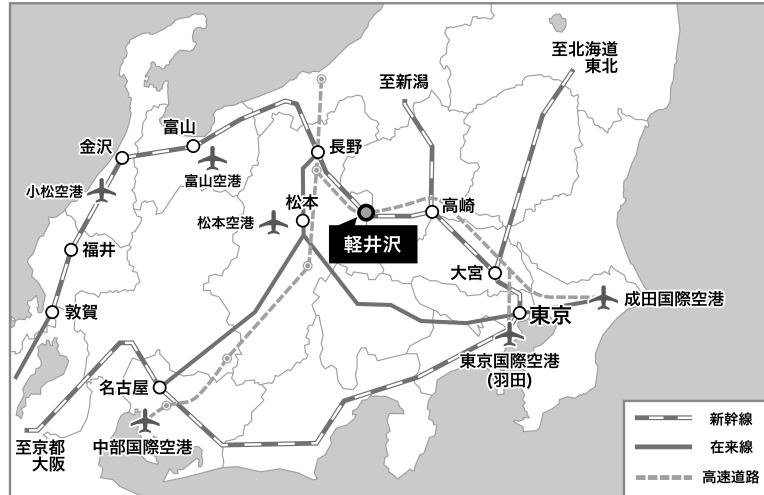 至北海道
東北
至新潟
富山
金沢
長野
富山空港
小松空港
松本
高崎
松本空港
軽井沢
福井
大宮
成田国際空港
敦賀
東京
東京国際空港
(羽田)
名古屋
新幹線
至京都
大阪
中部国際空港
在来線
高速道路